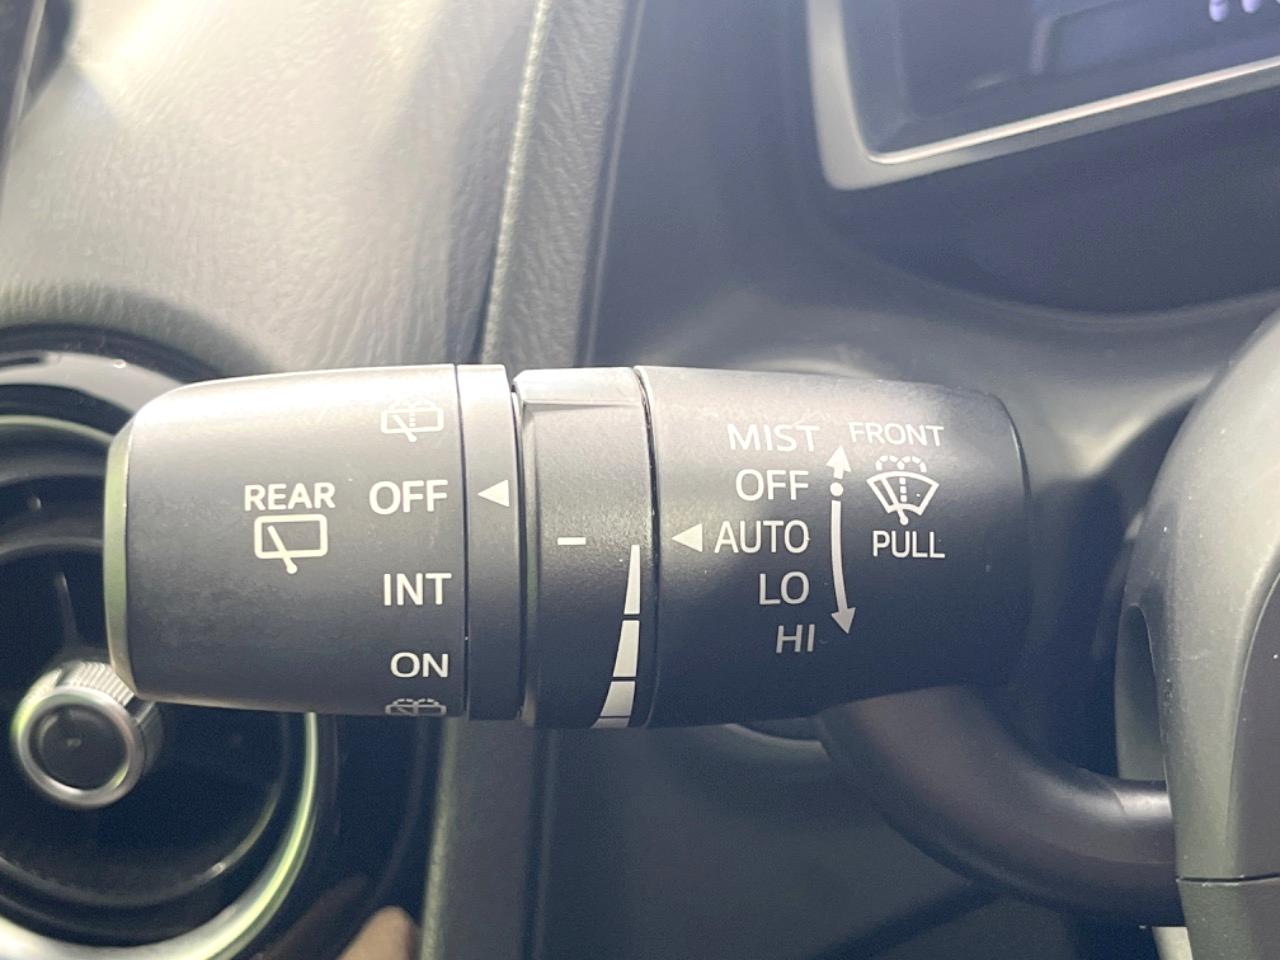 REAR
OFF
INT
ON
MIST
OFF
AUTO
LO
HI
FRONT
PULL